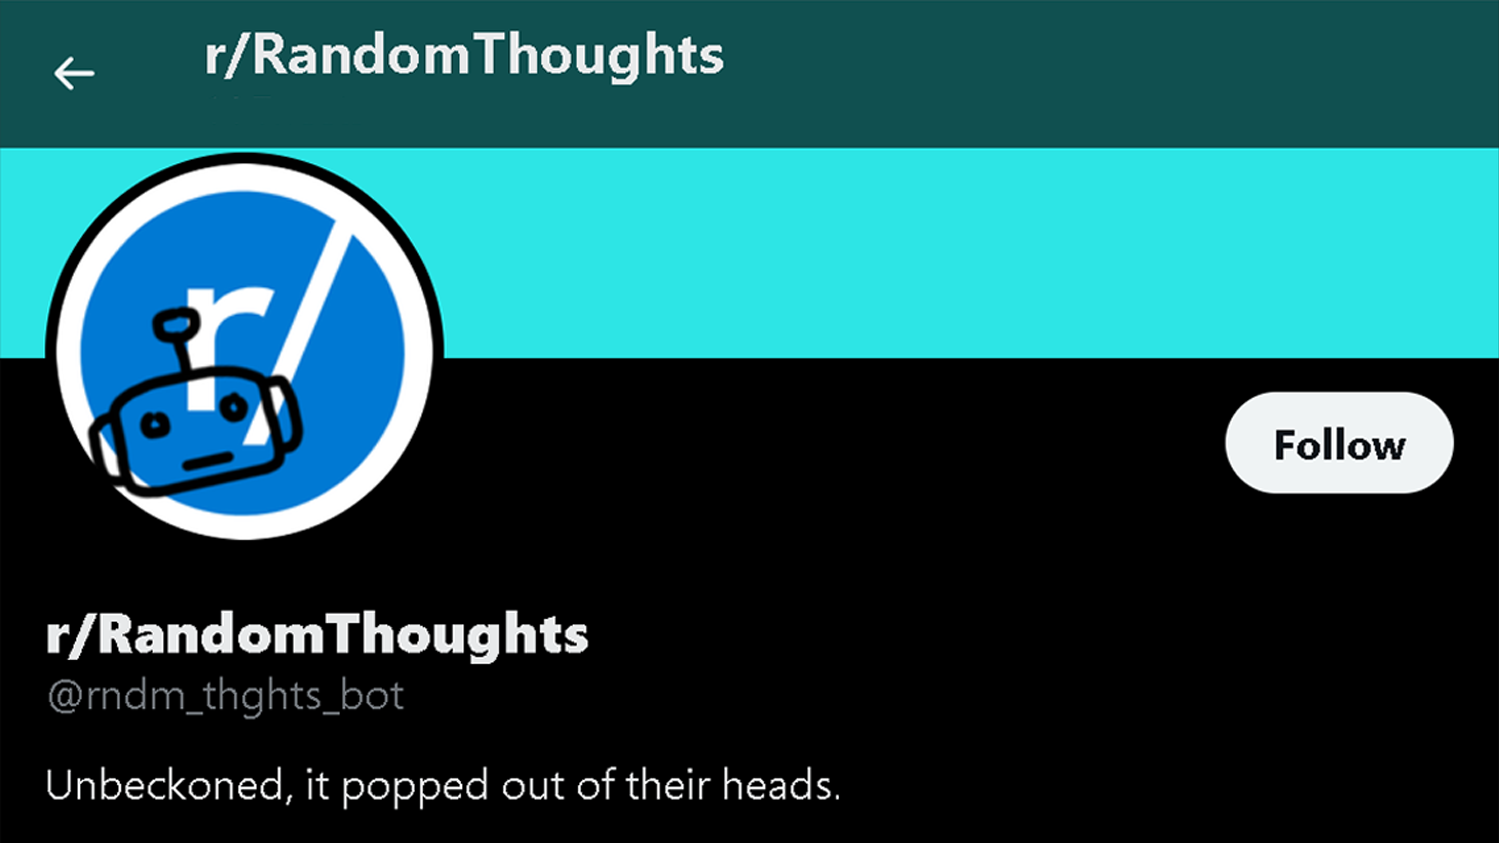 r/RandomThoughts
r/
Follow
r/RandomThoughts
@rndm_thghts_bot
Unbeckoned, it popped out of their heads.